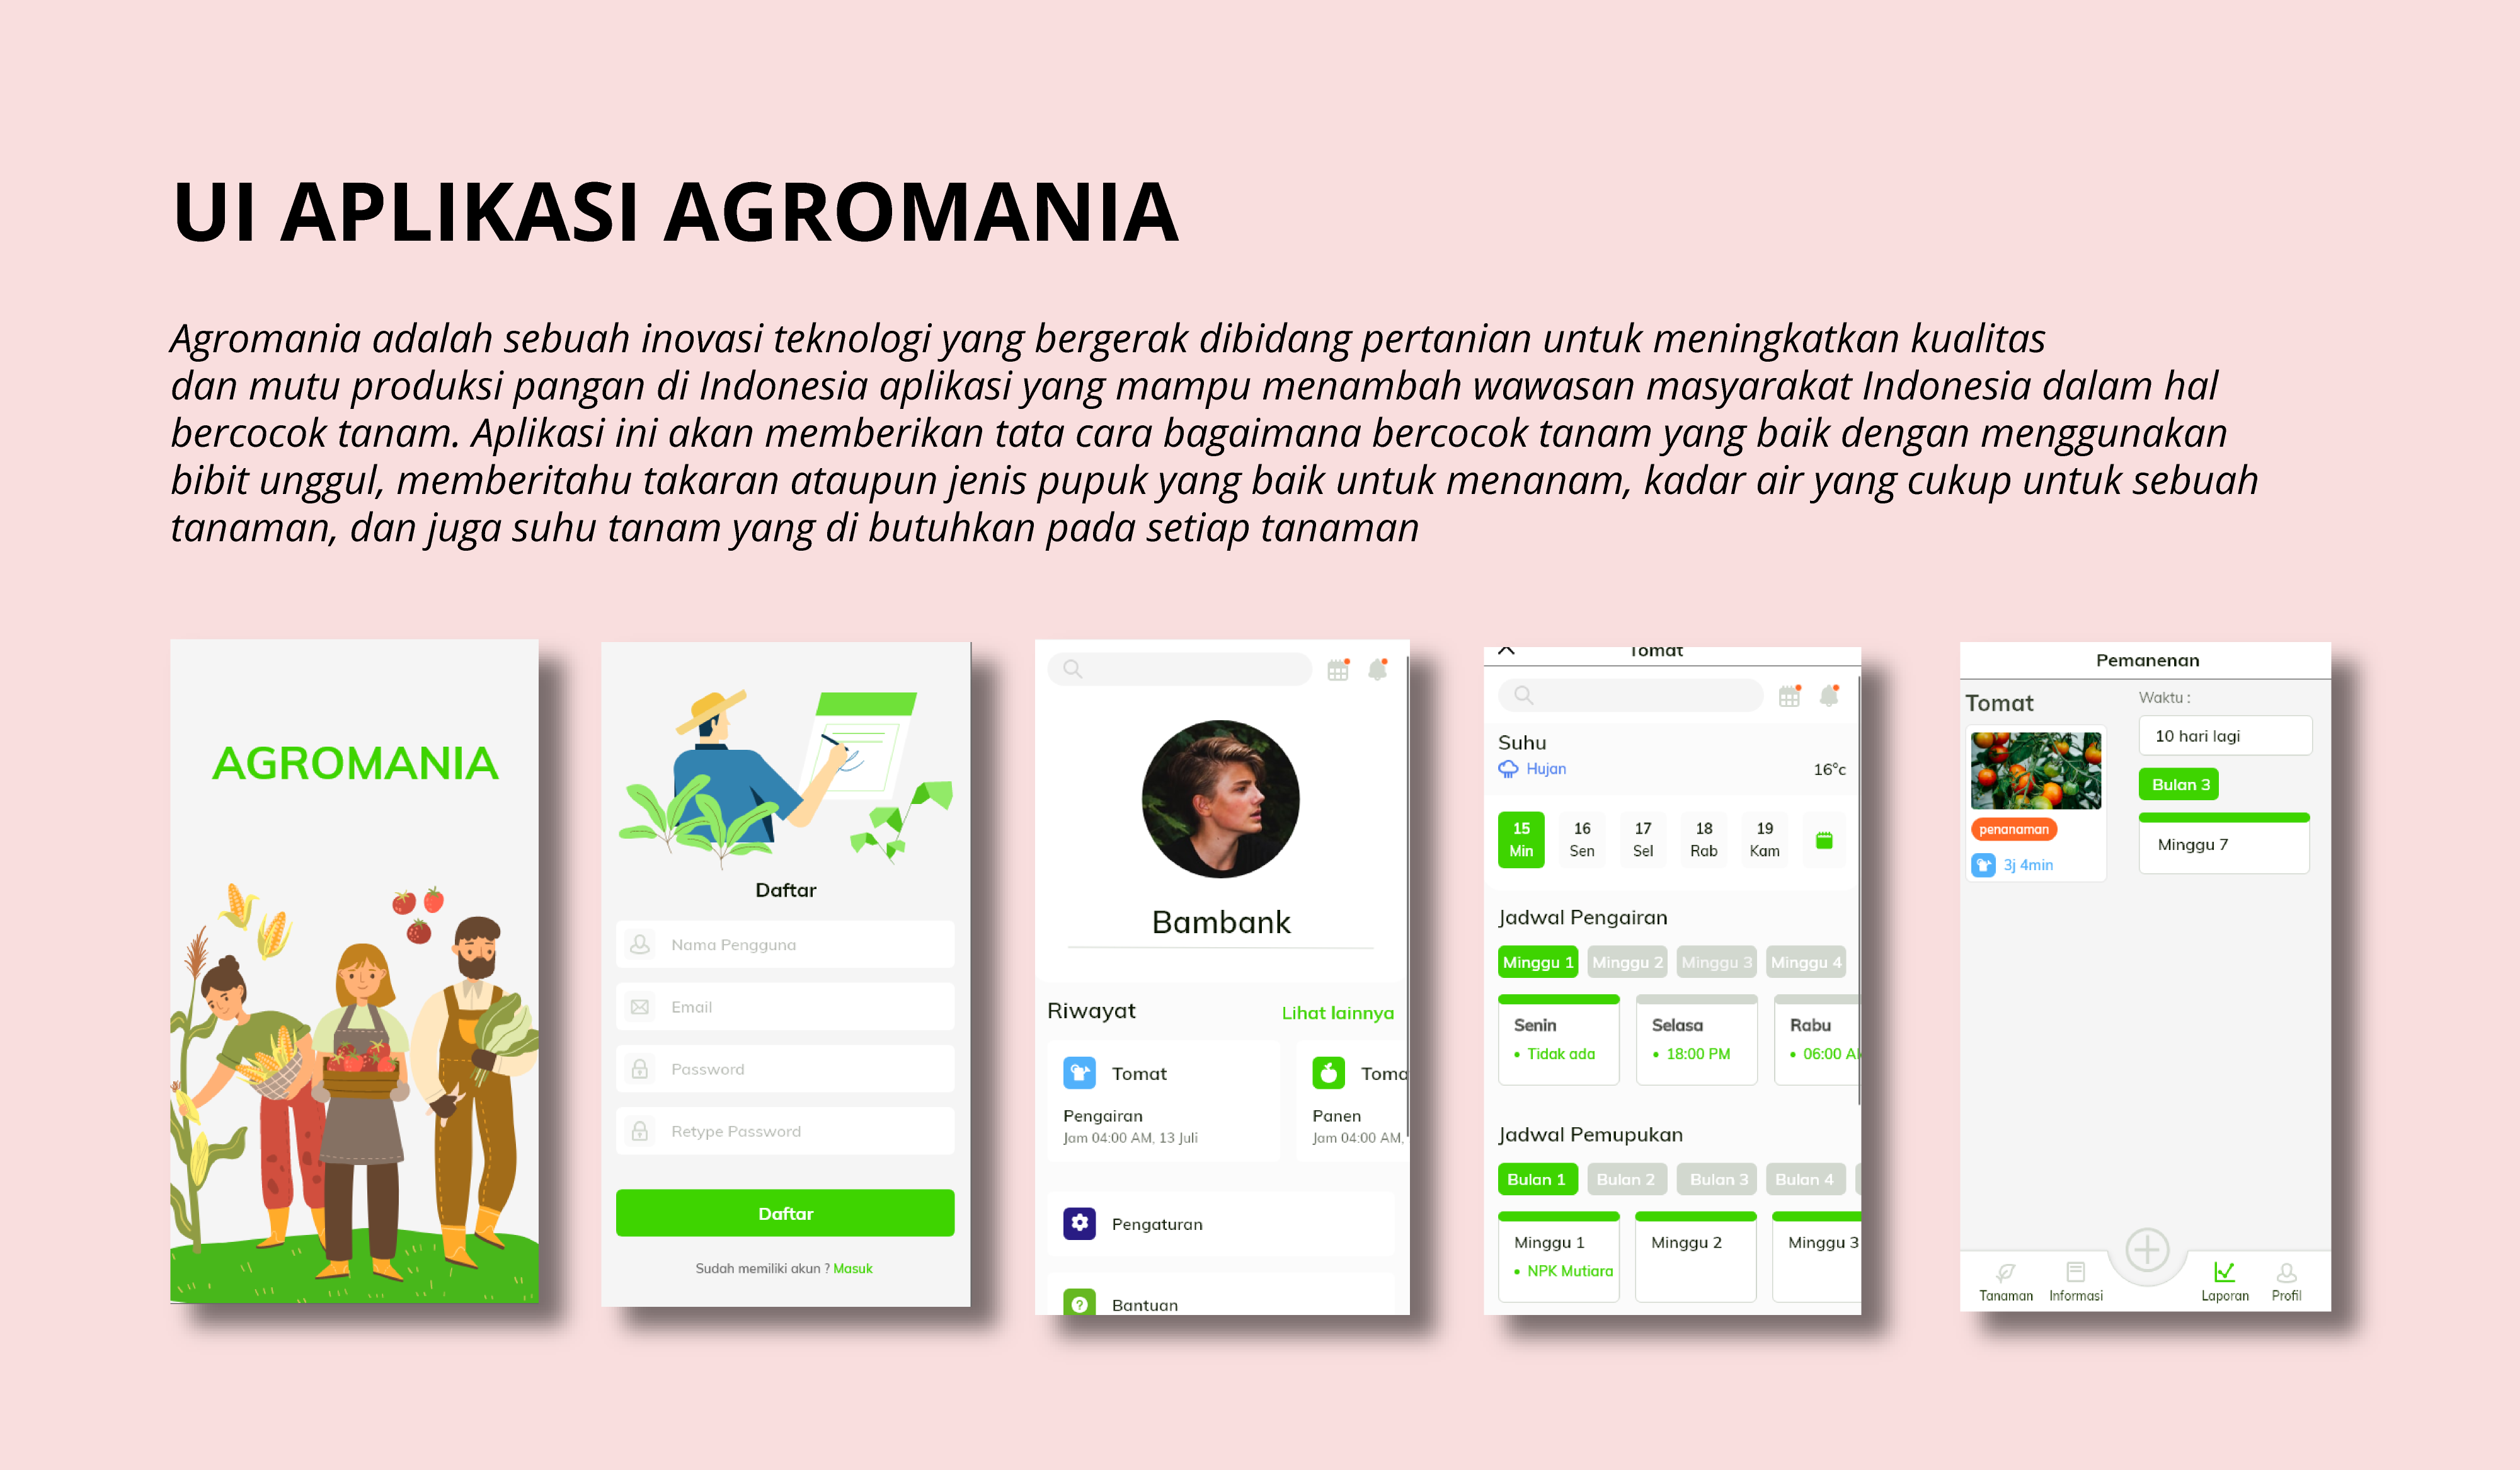 UI APLIKASI AGROMANIA
Agromania adalah sebuah inovasi teknologi yang bergerak dibidang pertanian untuk meningkatkan kualitas
dan mutu produksi pangan di Indonesia aplikasi yang mampu menambah wawasan masyarakat Indonesia dalam hal
bercocok tanam. Aplikasi ini akan memberikan tata cara bagaimana bercocok tanam yang baik dengan menggunakan
bibit unggul, memberitahu takaran ataupun jenis pupuk yang baik untuk menanam, kadar air yang cukup untuk sebuah
tanaman, dan juga suhu tanam yang di butuhkan pada setiap tanaman
AGROMANIA
Daftar
Nama Pengguna
Email
Password
Retype Password
Daftar
Sudah memiliki akun ? Masuk
Bambank
Riwayat Lihat lainnya
Tomat
Pengairan
Jam 04:00 AM, 13 Juli
Toma
Panen
Jam 04:00 AM,
Pengaturan
Bantuan
Tomat
Suhu
Hujan 16°c
15 16 17 18 19
Min Sen Sel Rab Kam
Jadwal Pengairan
Minggu 1 Minggu 2 Minggu 3 Minggu 4
Senin Selasa Rabu
• Tidak ada • 18:00 PM • 06:00 A
Jadwal Pemupukan
Bulan 1 Bulan 2 Bulan 3 Bulan 4
Minggu 1 Minggu 2 Minggu 3
• NPK Mutiara
Pemanenan
Tomat
penanaman
3j 4min
Waktu :
10 hari lagi
Bulan 3
Minggu 7
Tanaman Informasi Laporan Profil